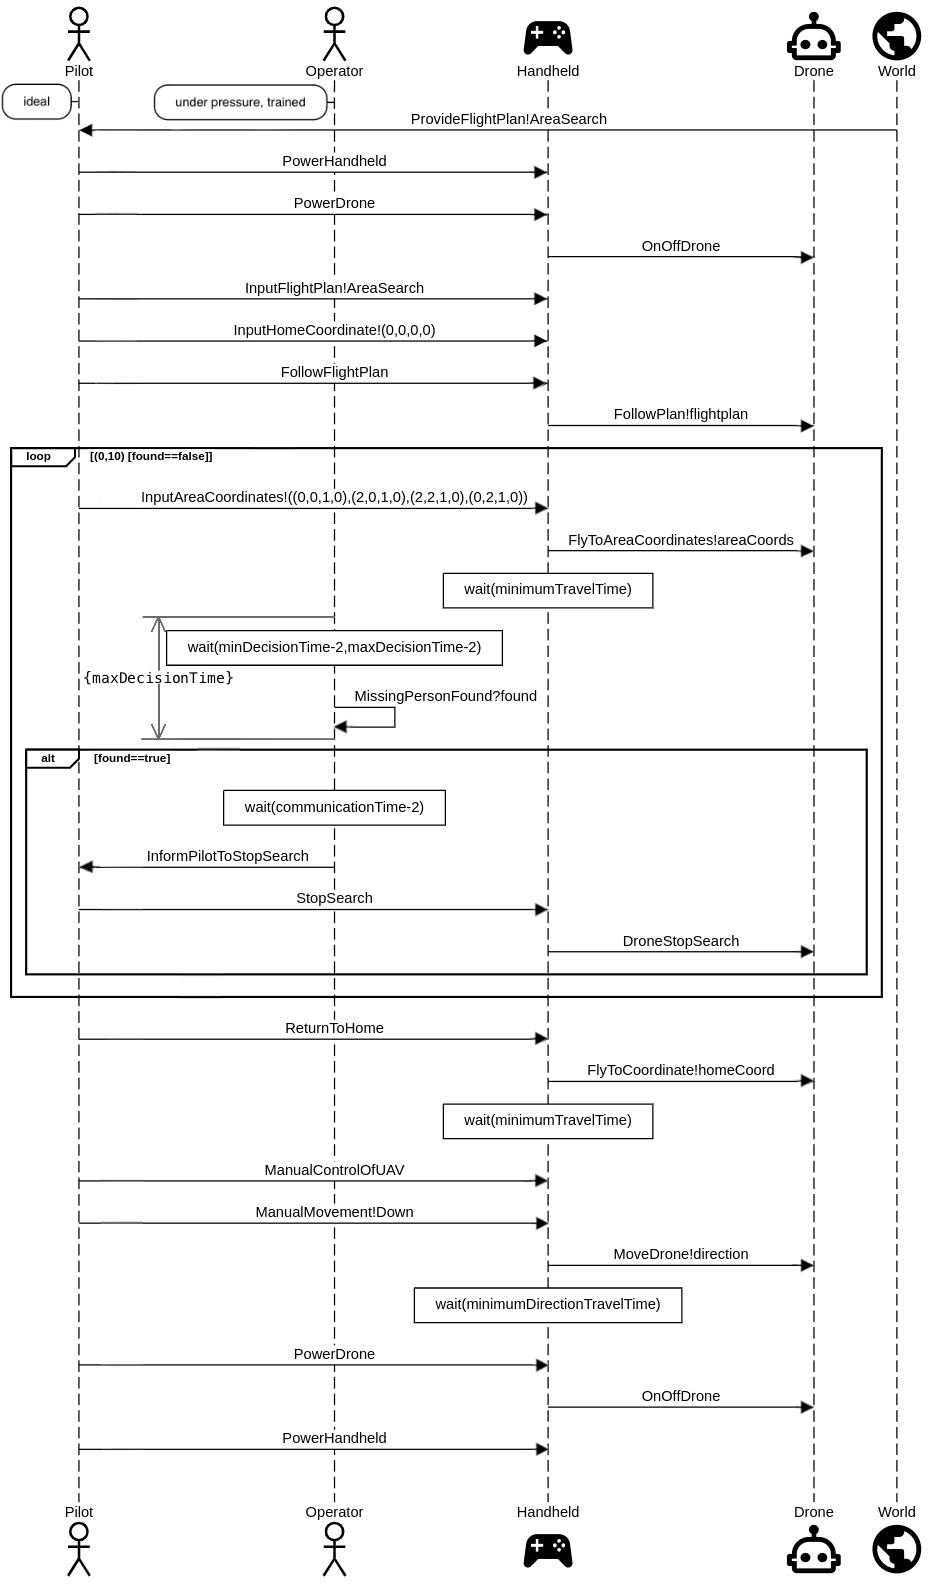 Pilot
Operator
Handheld
Drone
World
ideal
under pressure, trained
ProvideFlightPlan!AreaSearch
PowerHandheld
PowerDrone
OnOffDrone
InputFlightPlan!AreaSearch
InputHomeCoordinate!(0,0,0,0)
FollowFlightPlan
FollowPlan!flightplan
loop
[(0,10) [found==false]]
InputAreaCoordinates!((0,0,1,0),(2,0,1,0),(2,2,1,0),(0,2,1,0))
FlyToAreaCoordinates!areaCoords
wait(minimumTravelTime)
wait(minDecisionTime-2,maxDecisionTime-2)
{maxDecisionTime}
MissingPersonFound?found
alt
[found==true]
wait(communicationTime-2)
InformPilotToStopSearch
StopSearch
DroneStopSearch
ReturnToHome
FlyToCoordinate!homeCoord
wait(minimumTravelTime)
ManualControlOfUAV
ManualMovement!Down
MoveDrone!direction
wait(minimumDirectionTravelTime)
PowerDrone
OnOffDrone
PowerHandheld
Pilot
Operator
Handheld
Drone
World